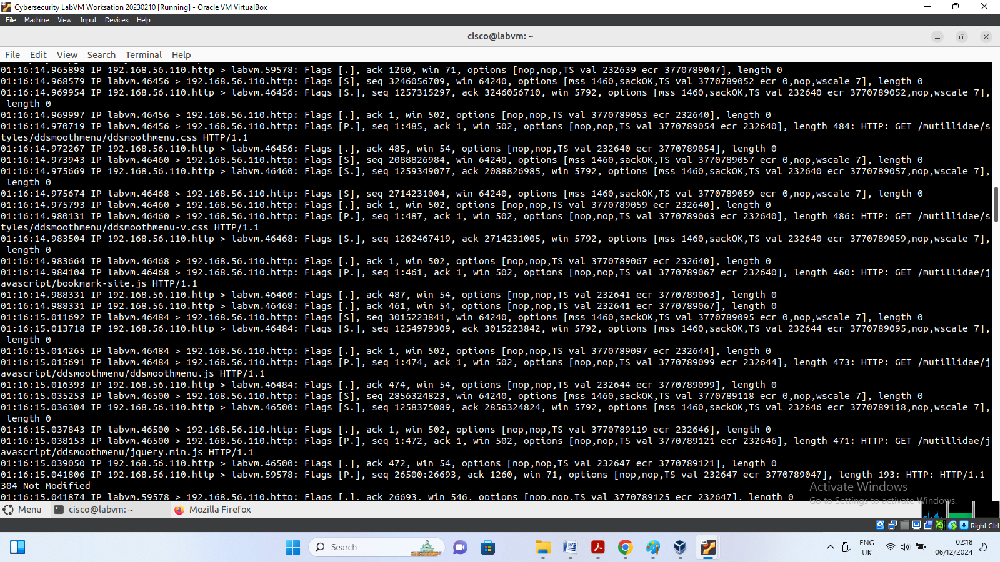 Cybersecurity LabVM Worksation 20230210 [Running] - Oracle VM VirtualBox
File Machine View Input Devices Help
cisco@labvm: ~
File Edit View Search Terminal Help
01:16:14.965898 IP 192.168.56.110.http > labvm.59578: Flags [.], ack 1260, win 71, options [nop,nop,TS val 232639 ecr 3770789047], length 0
01:16:14.968579 IP labvm.46456 > 192.168.56.110.http: Flags [S], seq 3246056709, win 64240, options [mss 1460,sackOK,TS val 3770789052 ecr 0,nop,wscale 7], length 0
01:16:14.969954 IP 192.168.56.110.http > labvm.46456: Flags [S.], seq 1257315297, ack 3246056710, win 5792, options [mss 1460,sackOK,TS val 232640 ecr 3770789052,nop,wscale 7],
length 0
01:16:14.969997 IP labvm.46456 > 192.168.56.110.http: Flags [.], ack 1, win 502, options [nop,nop,TS val 3770789053 ecr 232640], length 0
01:16:14.970719 IP labvm.46456 > 192.168.56.110.http: Flags [P.], seq 1:485, ack 1, win 502, options [nop,nop,TS val 3770789054 ecr 232640], length 484: HTTP: GET /mutillidae/s
tyles/ddsmoothmenu/ddsmoothmenu.css HTTP/1.1
01:16:14.972267 IP 192.168.56.110.http > labvm.46456: Flags [.], ack 485, win 54, options [nop,nop,TS val 232640 ecr 3770789054], length 0
01:16:14.973943 IP labvm.46460 > 192.168.56.110.http: Flags [S], seq 2088826984, win 64240, options [mss 1460,sackOK,TS val 3770789057 ecr 0,nop,wscale 7], length 0
01:16:14.975669 IP 192.168.56.110.http > labvm.46460: Flags [S.], seq 1259349077, ack 2088826985, win 5792, options [mss 1460,sackOK,TS val 232640 ecr 3770789057,nop,wscale 7],
length 0
01:16:14.975674 IP labvm.46468 > 192.168.56.110.http: Flags [S], seq 2714231004, win 64240, options [mss 1460,sackOK,TS val 3770789059 ecr 0,nop,wscale 7], length 0
01:16:14.975793 IP labvm.46460 > 192.168.56.110.http: Flags [.], ack 1, win 502, options [nop,nop,TS val 3770789059 ecr 232640], length 0
01:16:14.980131 IP labvm.46460 > 192.168.56.110.http: Flags [P.], seq 1:487, ack 1, win 502, options [nop,nop,TS val 3770789063 ecr 232640], length 486: HTTP: GET /mutillidae/s
tyles/ddsmoothmenu/ddsmoothmenu-v.css HTTP/1.1
01:16:14.983504 IP 192.168.56.110.http > labvm.46468: Flags [S.], seq 1262467419, ack 2714231005, win 5792, options [mss 1460,sackOK,TS val 232640 ecr 3770789059,nop,wscale 7],
length 0
01:16:14.983664 IP labvm.46468 > 192.168.56.110.http: Flags [.], ack 1, win 502, options [nop,nop,TS val 3770789067 ecr 232640], length 0
01:16:14.984104 IP labvm.46468 > 192.168.56.110.http: Flags [P.], seq 1:461, ack 1, win 502, options [nop,nop,TS val 3770789067 ecr 232640], length 460: HTTP: GET /mutillidae/j
avascript/bookmark-site.js HTTP/1.1
01:16:14.988331 IP 192.168.56.110.http > labvm.46460: Flags [.], ack 487, win 54, options [nop,nop,TS val 232641 ecr 3770789063], length 0
01:16:14.988331 IP 192.168.56.110.http > labvm.46468: Flags [.], ack 461, win 54, options [nop,nop,TS val 232641 ecr 3770789067], length 0
01:16:15.011692 IP labvm.46484 > 192.168.56.110.http: Flags [S], seq 3015223841, win 64240, options [mss 1460,sackOK,TS val 3770789095 ecr 0,nop,wscale 7], length 0
01:16:15.013718 IP 192.168.56.110.http > labvm.46484: Flags [S.], seq 1254979309, ack 3015223842, win 5792, options [mss 1460,sackOK,TS val 232644 ecr 3770789095,nop,wscale 7],
length 0
01:16:15.014265 IP labvm.46484 > 192.168.56.110.http: Flags [.], ack 1, win 502, options [nop,nop,TS val 3770789097 ecr 232644], length 0
01:16:15.015691 IP labvm.46484 > 192.168.56.110.http: Flags [P.], seq 1:474, ack 1, win 502, options [nop,nop,TS val 3770789099 ecr 232644], length 473: HTTP: GET /mutillidae/j
avascript/ddsmoothmenu/ddsmoothmenu.js HTTP/1.1
01:16:15.016393 IP 192.168.56.110.http > labvm.46484: Flags [.], ack 474, win 54, options [nop,nop,TS val 232644 ecr 3770789099], length 0
01:16:15.035253 IP labvm.46500 > 192.168.56.110.http: Flags [S], seq 2856324823, win 64240, options [mss 1460,sackOK,TS val 3770789118 ecr 0,nop,wscale 7], length 0
01:16:15.036304 IP 192.168.56.110.http > labvm.46500: Flags [S.], seq 1258375089, ack 2856324824, win 5792, options [mss 1460,sackOK,TS val 232646 ecr 3770789118,nop,wscale 7],
length 0
01:16:15.037843 IP labvm.46500 > 192.168.56.110.http: Flags [.], ack 1, win 502, options [nop,nop,TS val 3770789119 ecr 232646], length 0
01:16:15.038153 IP labvm.46500 > 192.168.56.110.http: Flags [P.], seq 1:472, ack 1, win 502, options [nop,nop,TS val 3770789121 ecr 232646], length 471: HTTP: GET /mutillidae/j
avascript/ddsmoothmenu/jquery.min.js HTTP/1.1
01:16:15.039050 IP 192.168.56.110.http > labvm.46500: Flags [.], ack 472, win 54, options [nop,nop,TS val 232647 ecr 3770789121], length 0
01:16:15.041806 IP 192.168.56.110.http > labvm.59578: Flags [P.], seq 26500:26693, ack 1260, win 71, options [nop,nop,TS val 232647 ecr 3770789047], length 193: HTTP: HTTP/1.1
304 Not Modified
01:16:15.041874 IP labvm.59578 > 192.168.56.110.http: Flags [.], ack 26693, win 546, options [nop,nop,TS val 3770789125 ecr 232647], length 0
Activate Windows
Go to Settings to activate Windows.
Menu cisco@labvm: ~ Mozilla Firefox
Right Ctrl
Search
ENG
UK
02:18
06/12/2024